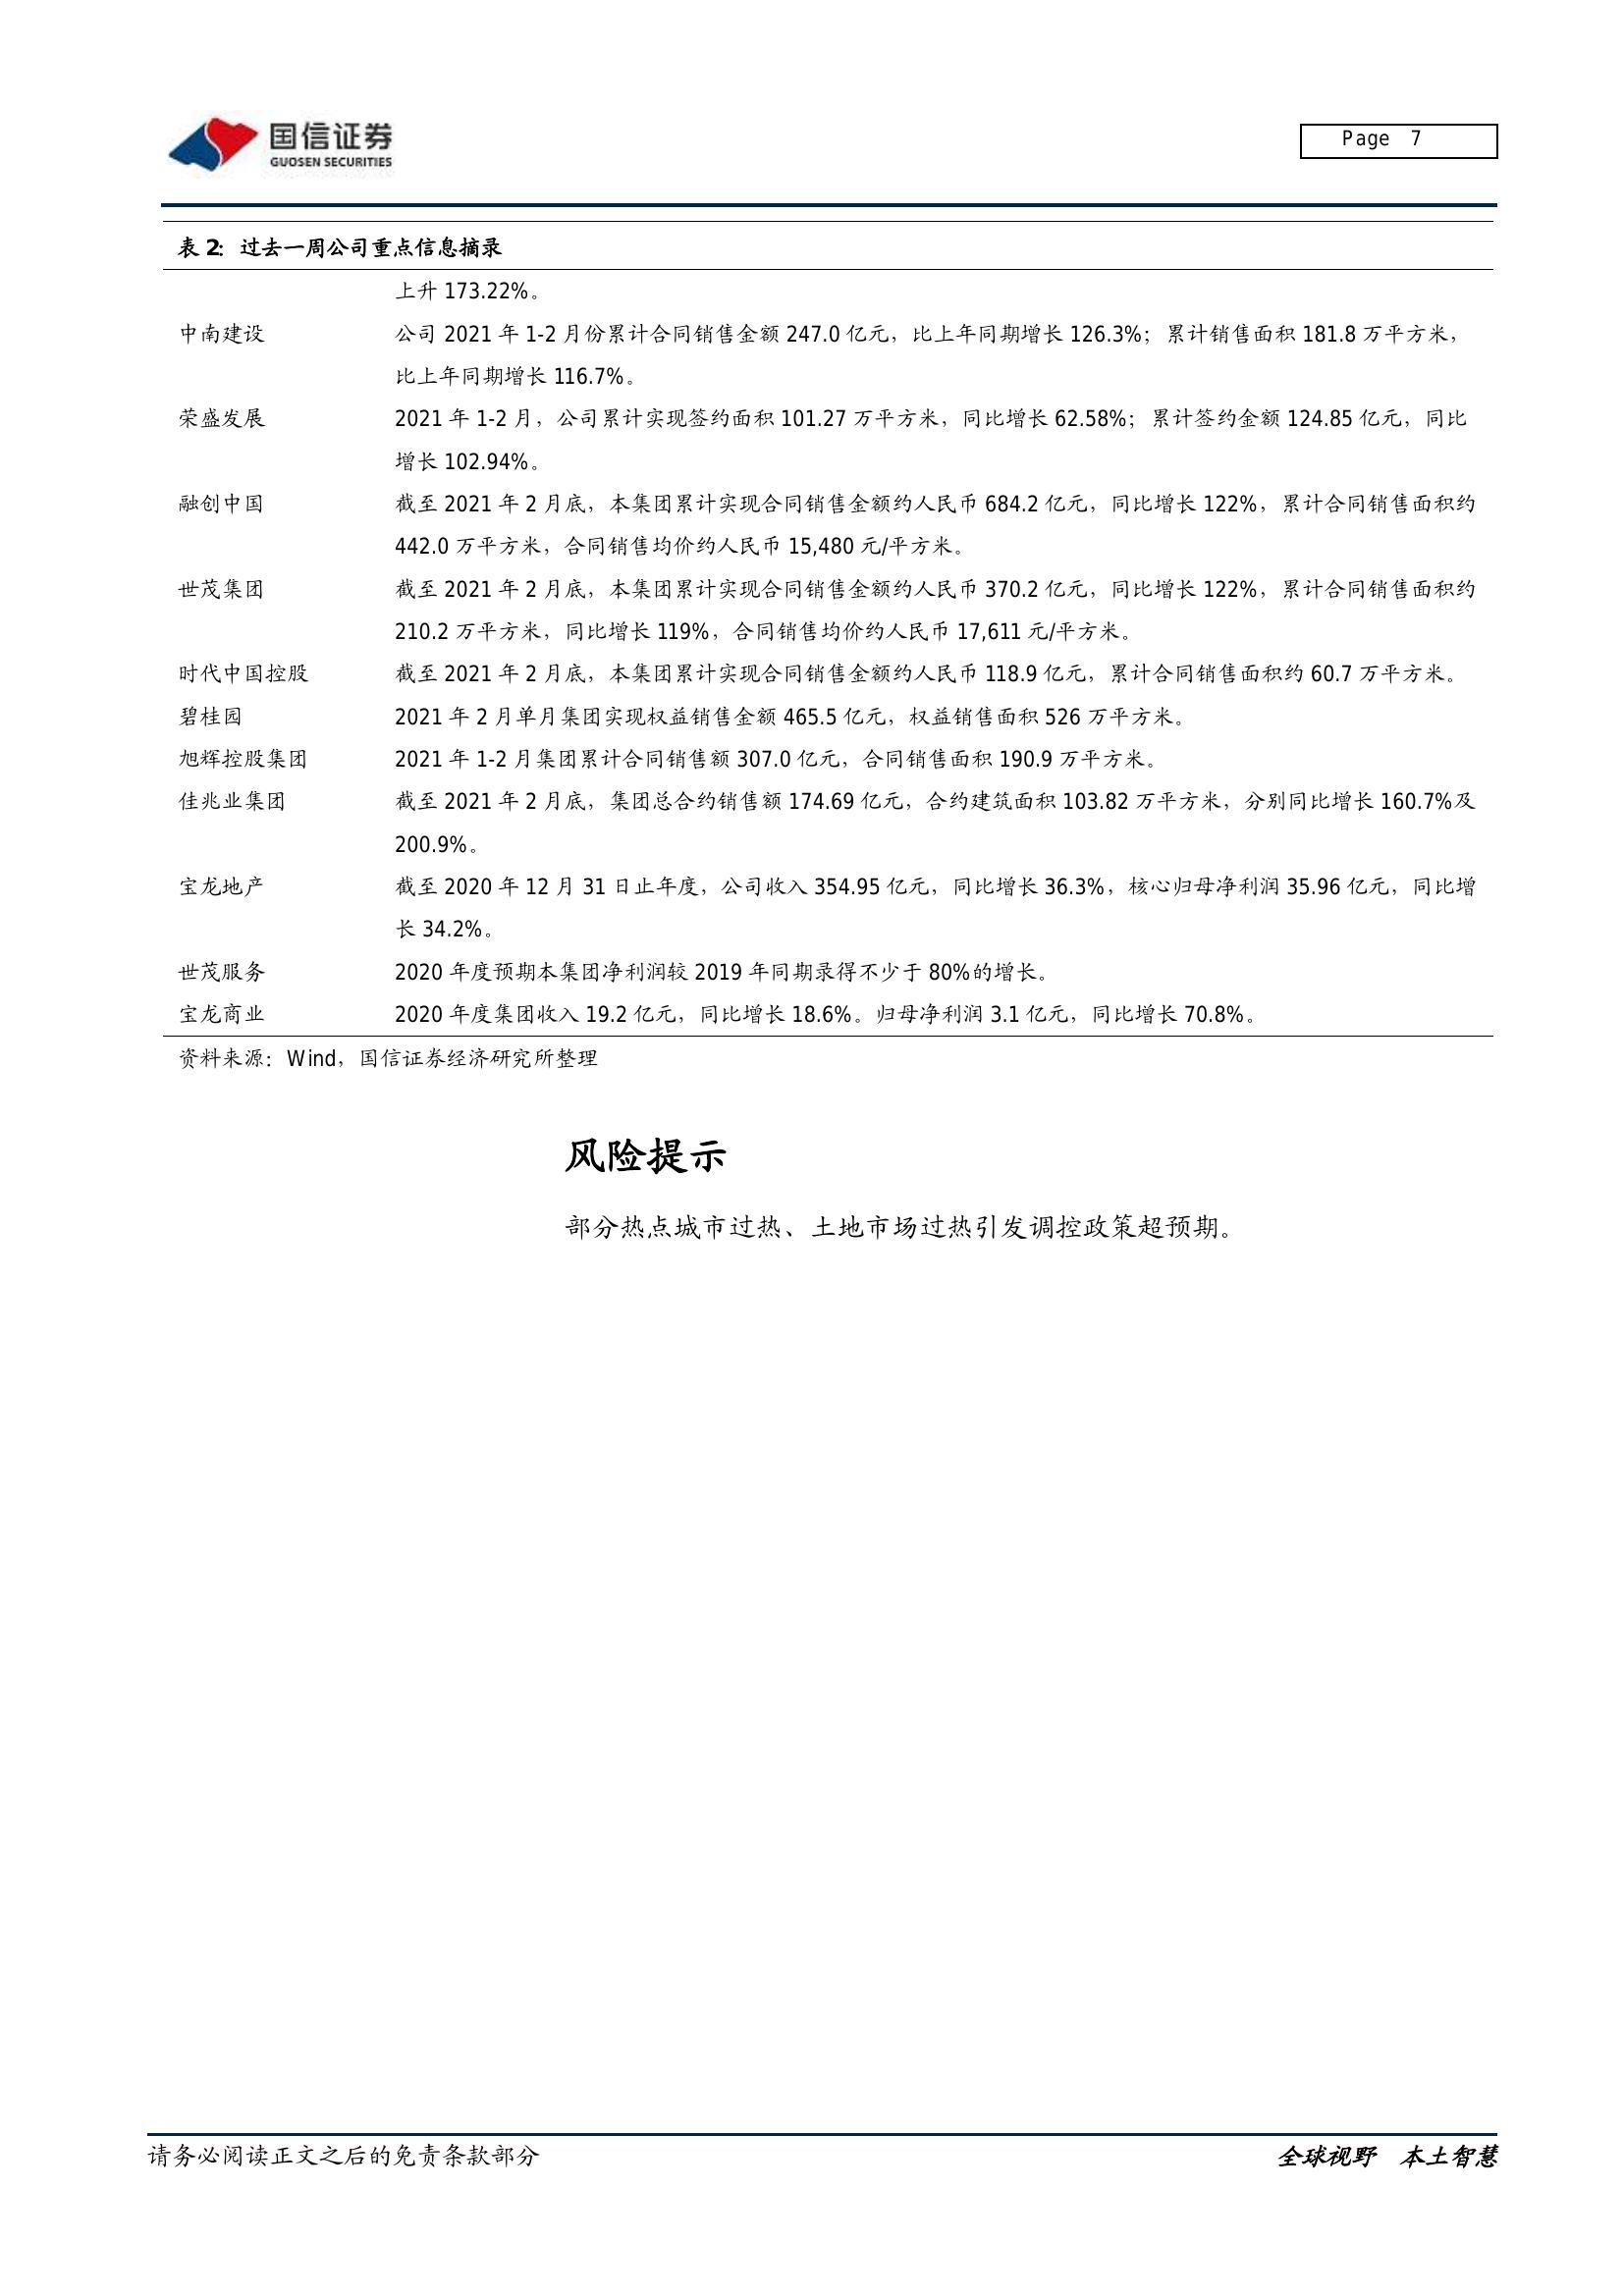 国信证券
GUOSEN SECURITIES
Page 7
表 2：过去一周公司重点信息摘录
上升 173.22%。
中南建设 公司 2021 年 1-2 月份累计合同销售金额 247.0 亿元，比上年同期增长 126.3%；累计销售面积 181.8 万平方米，
比上年同期增长 116.7%。
荣盛发展 2021 年 1-2 月，公司累计实现签约面积 101.27 万平方米，同比增长 62.58%；累计签约金额 124.85 亿元，同比
增长 102.94%。
融创中国 截至 2021 年 2 月底，本集团累计实现合同销售金额约人民币 684.2 亿元，同比增长 122%，累计合同销售面积约
442.0 万平方米，合同销售均价约人民币 15,480 元/平方米。
世茂集团 截至 2021 年 2 月底，本集团累计实现合同销售金额约人民币 370.2 亿元，同比增长 122%，累计合同销售面积约
210.2 万平方米，同比增长 119%，合同销售均价约人民币 17,611 元/平方米。
时代中国控股 截至 2021 年 2 月底，本集团累计实现合同销售金额约人民币 118.9 亿元，累计合同销售面积约 60.7 万平方米。
碧桂园 2021 年 2 月单月集团实现权益销售金额 465.5 亿元，权益销售面积 526 万平方米。
旭辉控股集团 2021 年 1-2 月集团累计合同销售额 307.0 亿元，合同销售面积 190.9 万平方米。
佳兆业集团 截至 2021 年 2 月底，集团总合约销售额 174.69 亿元，合约建筑面积 103.82 万平方米，分别同比增长 160.7%及
200.9%。
宝龙地产 截至 2020 年 12 月 31 日止年度，公司收入 354.95 亿元，同比增长 36.3%，核心归母净利润 35.96 亿元，同比增
长 34.2%。
世茂服务 2020 年度预期本集团净利润较 2019 年同期录得不少于 80%的增长。
宝龙商业 2020 年度集团收入 19.2 亿元，同比增长 18.6%。归母净利润 3.1 亿元，同比增长 70.8%。
资料来源：Wind，国信证券经济研究所整理
风险提示
部分热点城市过热、土地市场过热引发调控政策超预期。
请务必阅读正文之后的免责条款部分 全球视野 本土智慧